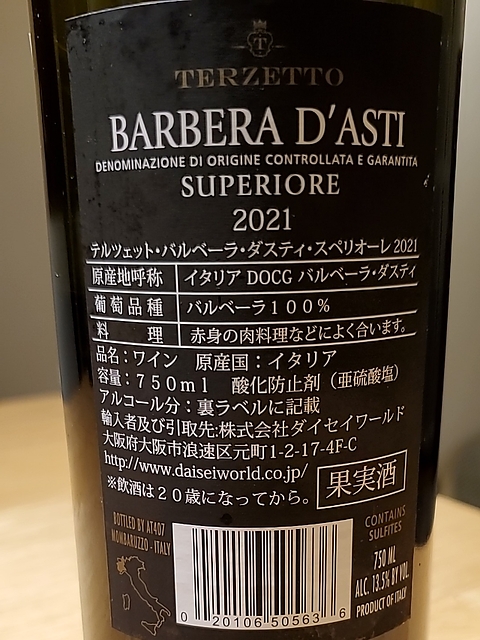 T
TERZETTO
BARBERA D'ASTI
DENOMINAZIONE DI ORIGINE CONTROLLATA E GARANTITA
SUPERIORE
2021
テルツェット・バルベーラ・ダスティ・スペリオーレ 2021
原産地呼称 イタリア DOCG バルベーラ・ダスティ
葡萄品種 バルベーラ100%
料理 赤身の肉料理などによく合います。
品名:ワイン 原産国:イタリア
容量:750ml 酸化防止剤(亜硫酸塩)
アルコール分:裏ラベルに記載
輸入者及び引取先:株式会社ダイセイワールド
大阪府大阪市浪速区元町1-2-17-4F-C
http://www.daiseiworld.co.jp/
※飲酒は20歳になってから。 果実酒
BOTTLED BY AT407
MOMBARUZZO - ITALY
CONTAINS
SULFITES
750 ML
ALC. 13.5% BY VOL.
PRODUCT OF ITALY
0 20106 50563 6